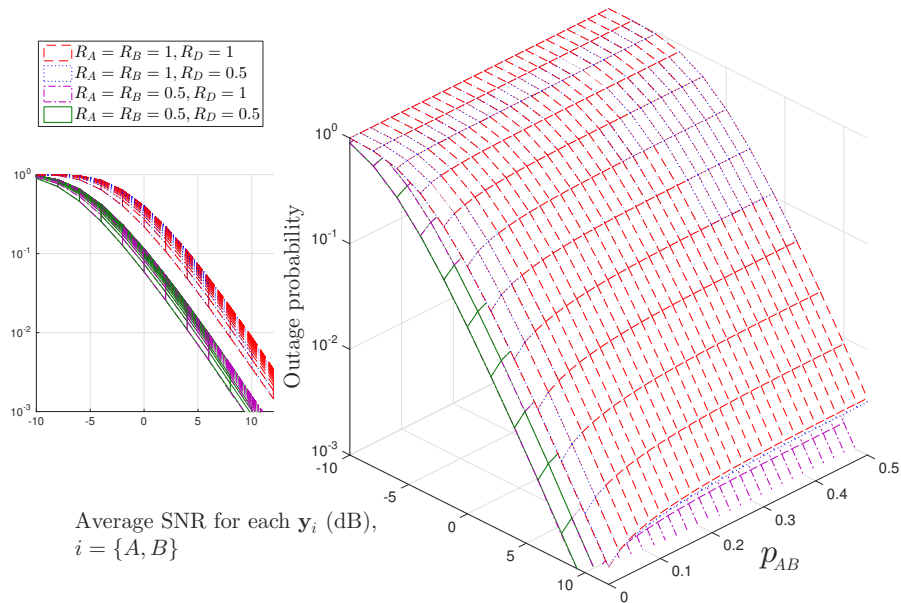 R_A = R_B = 1, R_D = 1
R_A = R_B = 1, R_D = 0.5
R_A = R_B = 0.5, R_D = 1
R_A = R_B = 0.5, R_D = 0.5
10^0
10^-1
10^-2
10^-3
-10 -5 0 5 10
Outage probability
10^0
10^-1
10^-2
10^-3
-10
-5
0
5
10
0
0.1
0.2
0.3
0.4
0.5
p_AB
Average SNR for each y_i (dB),
i = {A, B}